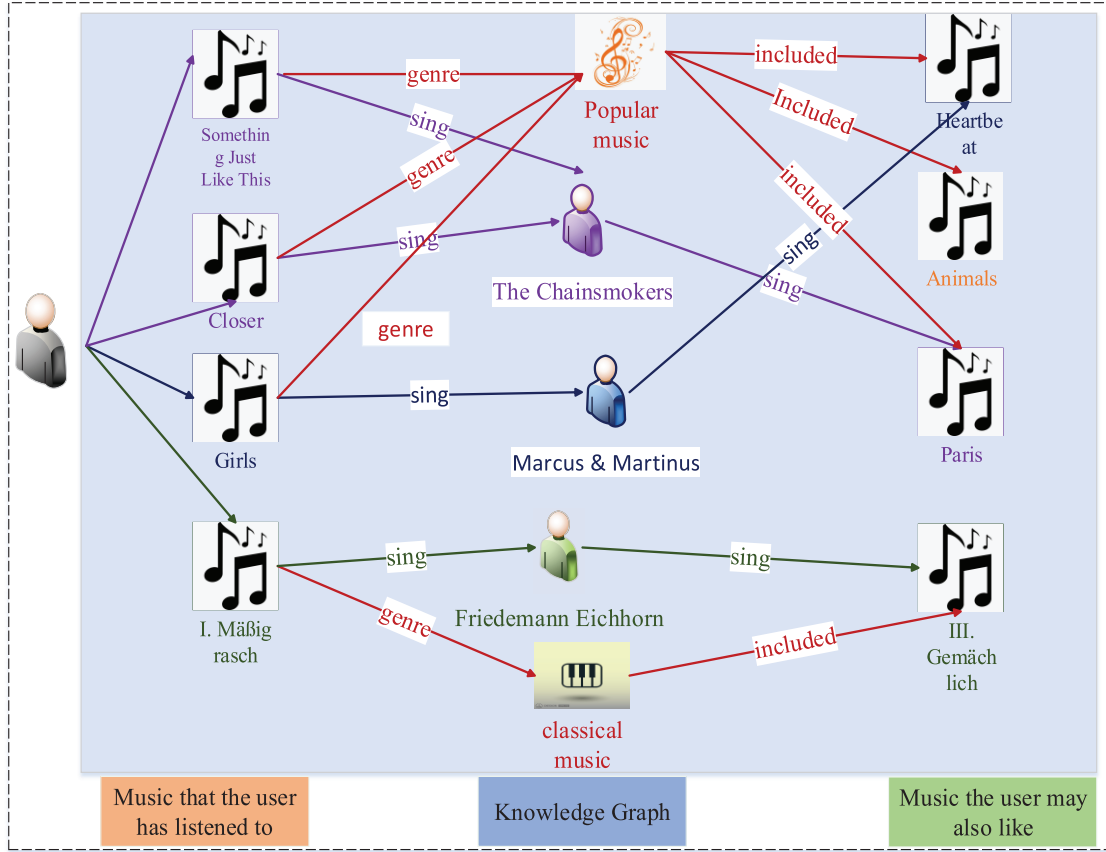 genre
included
Included
sing
Popular
music
Somethin
g Just
Like This
genre
Heartbe
at
included
sing
sing
sing
The Chainsmokers
Animals
Closer
genre
sing
Marcus & Martinus
Girls
Paris
sing
sing
Friedemann Eichhorn
I. Mäßig
rasch
genre
included
III.
Gemäch
lich
classical
music
Music that the user
has listened to
Knowledge Graph
Music the user may
also like